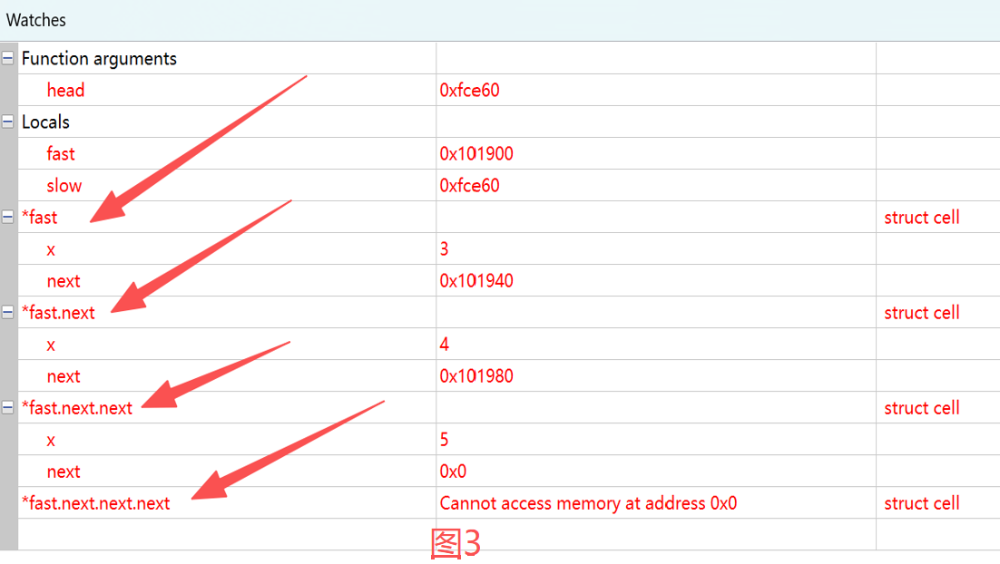 Watches
Function arguments
head 0xfce60
Locals
fast 0x101900
slow 0xfce60
*fast struct cell
x 3
next 0x101940
*fast.next struct cell
x 4
next 0x101980
*fast.next.next struct cell
x 5
next 0x0
*fast.next.next.next Cannot access memory at address 0x0 struct cell
图3